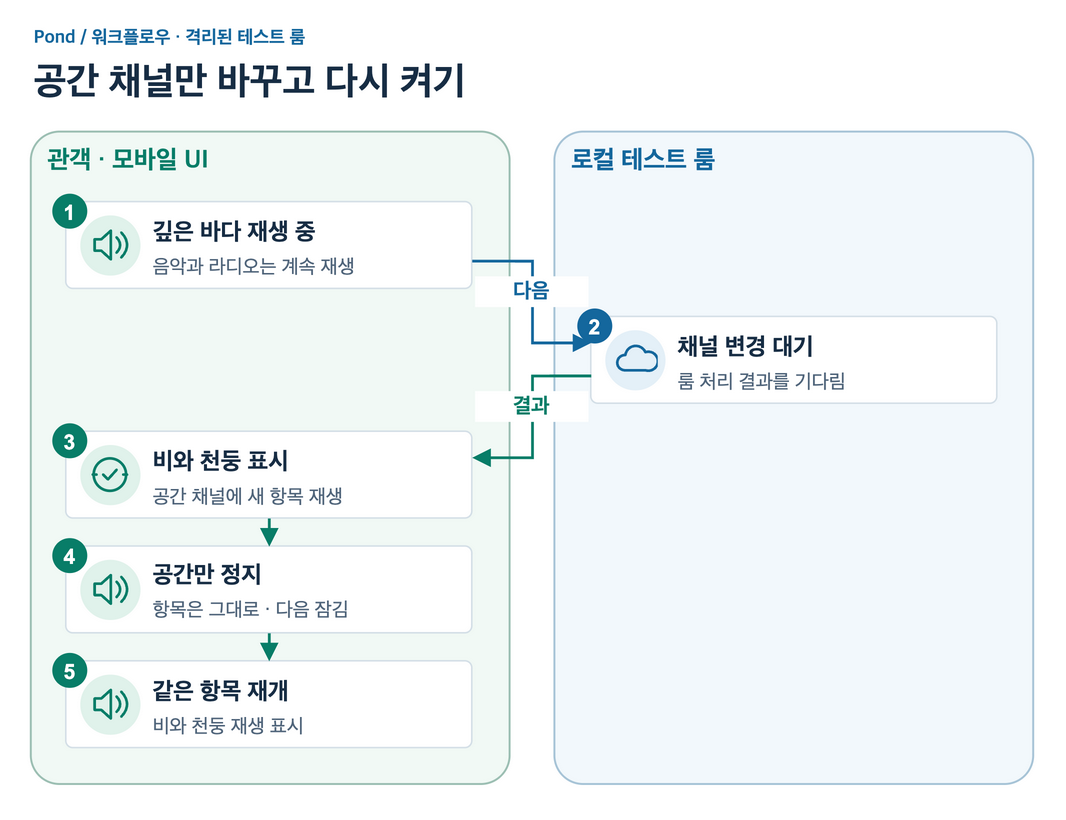 Pond / 워크플로우 · 격리된 테스트 룸
공간 채널만 바꾸고 다시 켜기
관객 · 모바일 UI
로컬 테스트 룸
1
깊은 바다 재생 중
음악과 라디오는 계속 재생
다음
2
채널 변경 대기
룸 처리 결과를 기다림
결과
3
비와 천둥 표시
공간 채널에 새 항목 재생
4
공간만 정지
항목은 그대로 · 다음 잠김
5
같은 항목 재개
비와 천둥 재생 표시